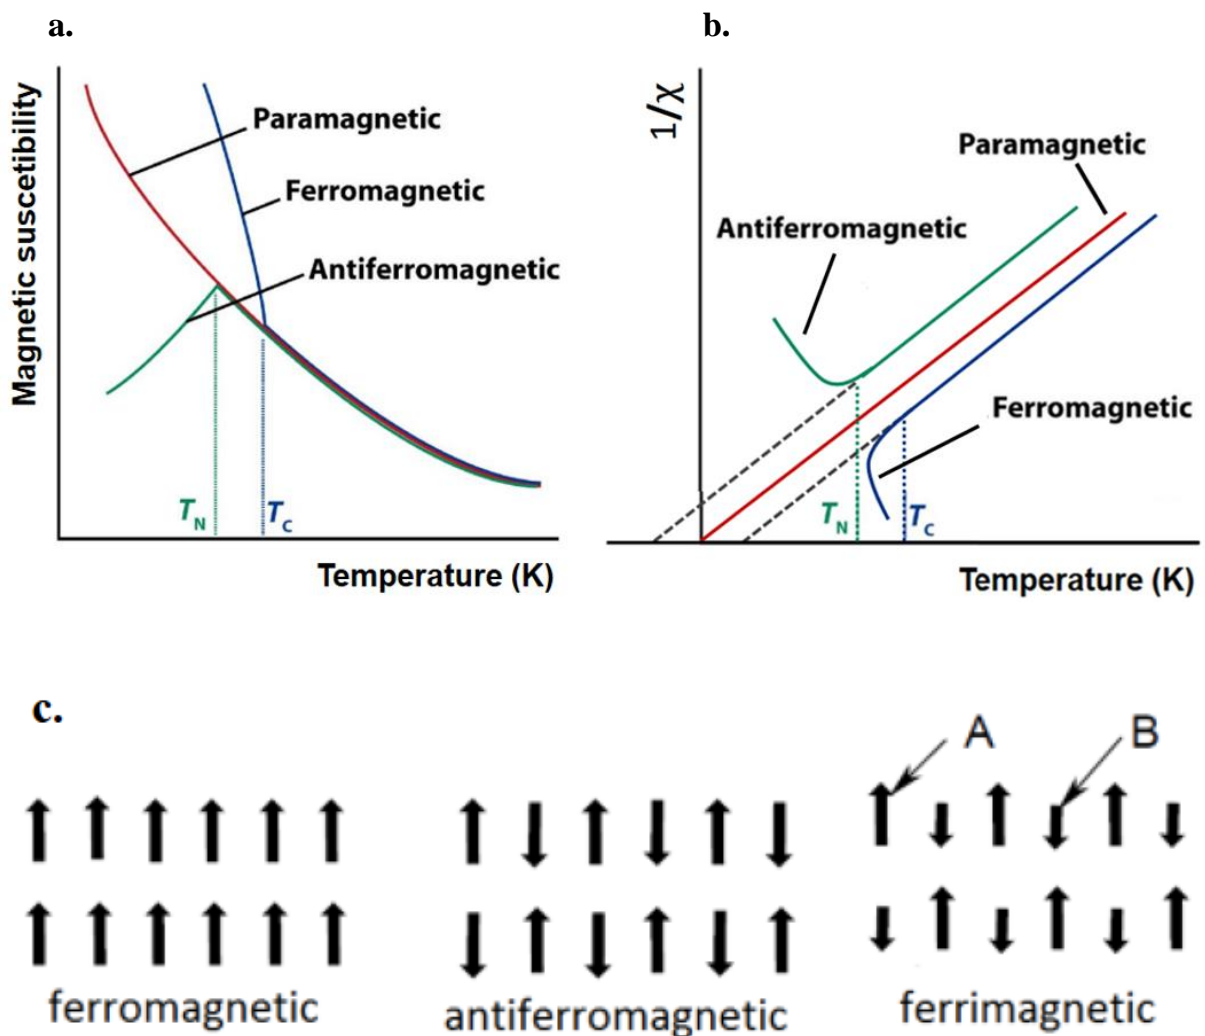 a.
Magnetic suscetibility
Paramagnetic
Ferromagnetic
Antiferromagnetic
TN
TC
Temperature (K)
b.
1/χ
Paramagnetic
Antiferromagnetic
Ferromagnetic
TN
TC
Temperature (K)
c.
A
B
ferromagnetic
antiferromagnetic
ferrimagnetic